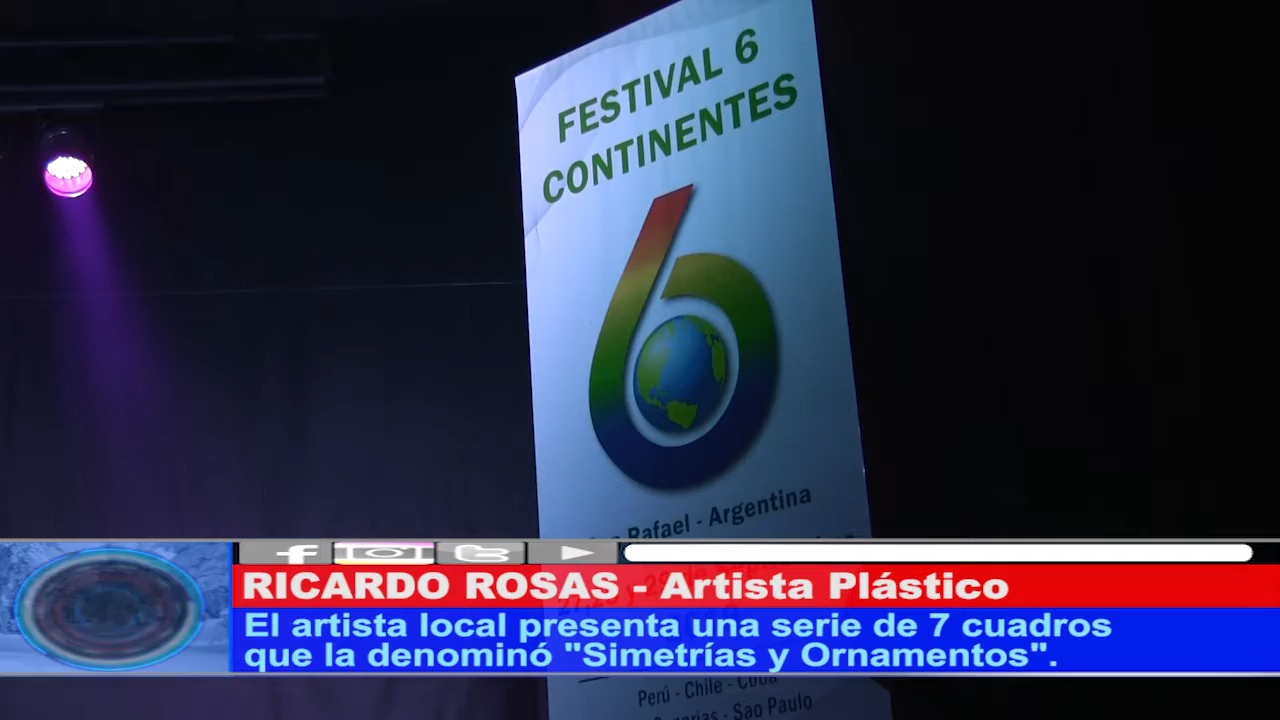 FESTIVAL 6
CONTINENTES
Rafael - Argentina
RICARDO ROSAS - Artista Plástico
El artista local presenta una serie de 7 cuadros
que la denominó "Simetrías y Ornamentos".
Perú - Chile - Cuba
- Sao Paulo